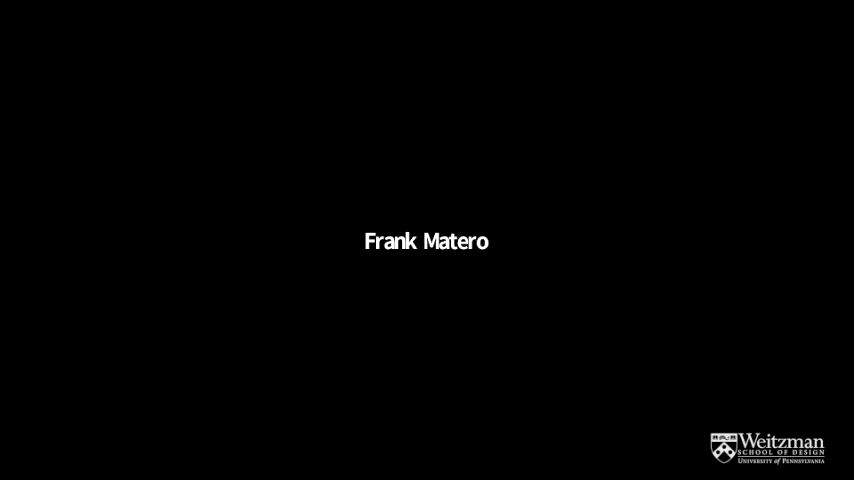 Frank Matero
Weitzman
SCHOOL OF DESIGN
UNIVERSITY of PENNSYLVANIA